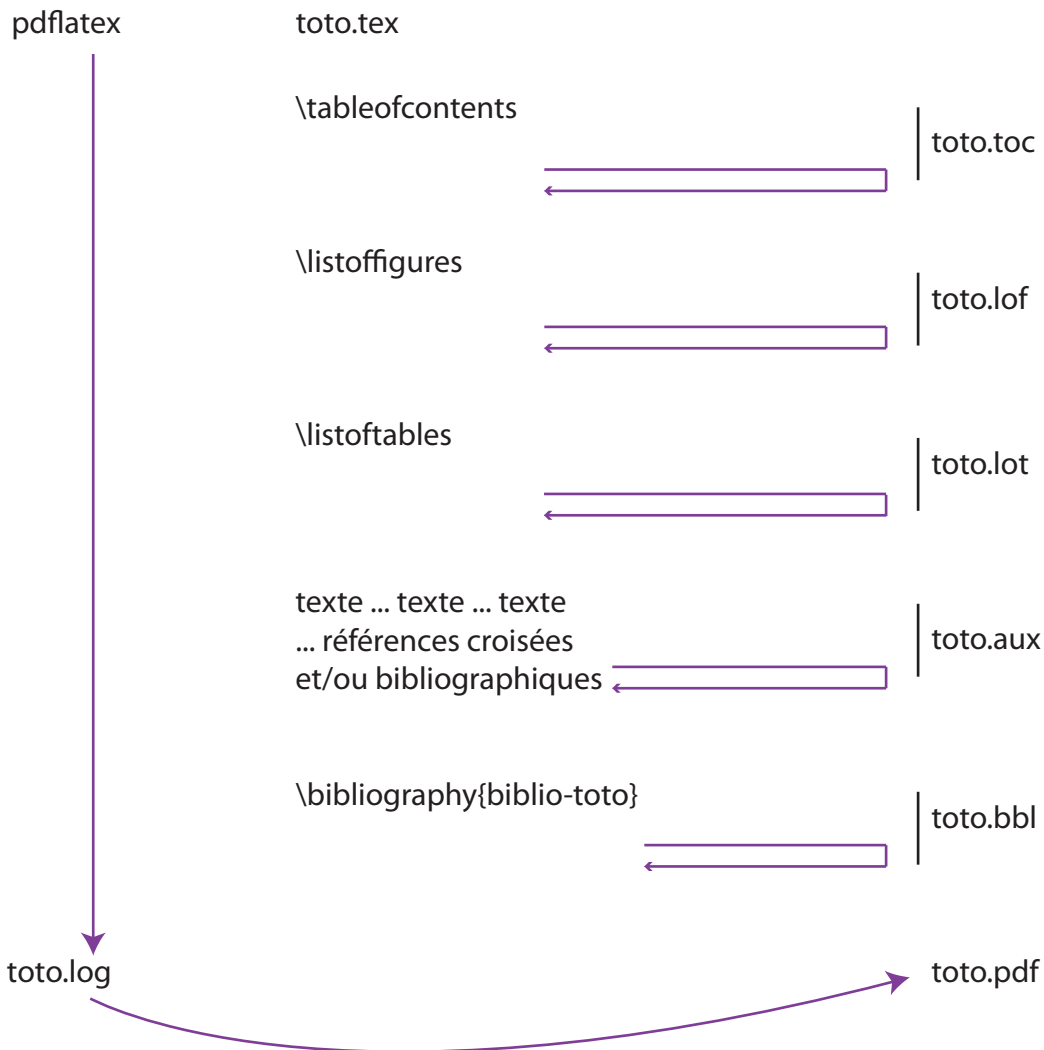 pdflatex
toto.tex
\tableofcontents
toto.toc
\listoffigures
toto.lof
\listoftables
toto.lot
texte ... texte ... texte
... références croisées
et/ou bibliographiques
toto.aux
\bibliography{biblio-toto}
toto.bbl
toto.log
toto.pdf